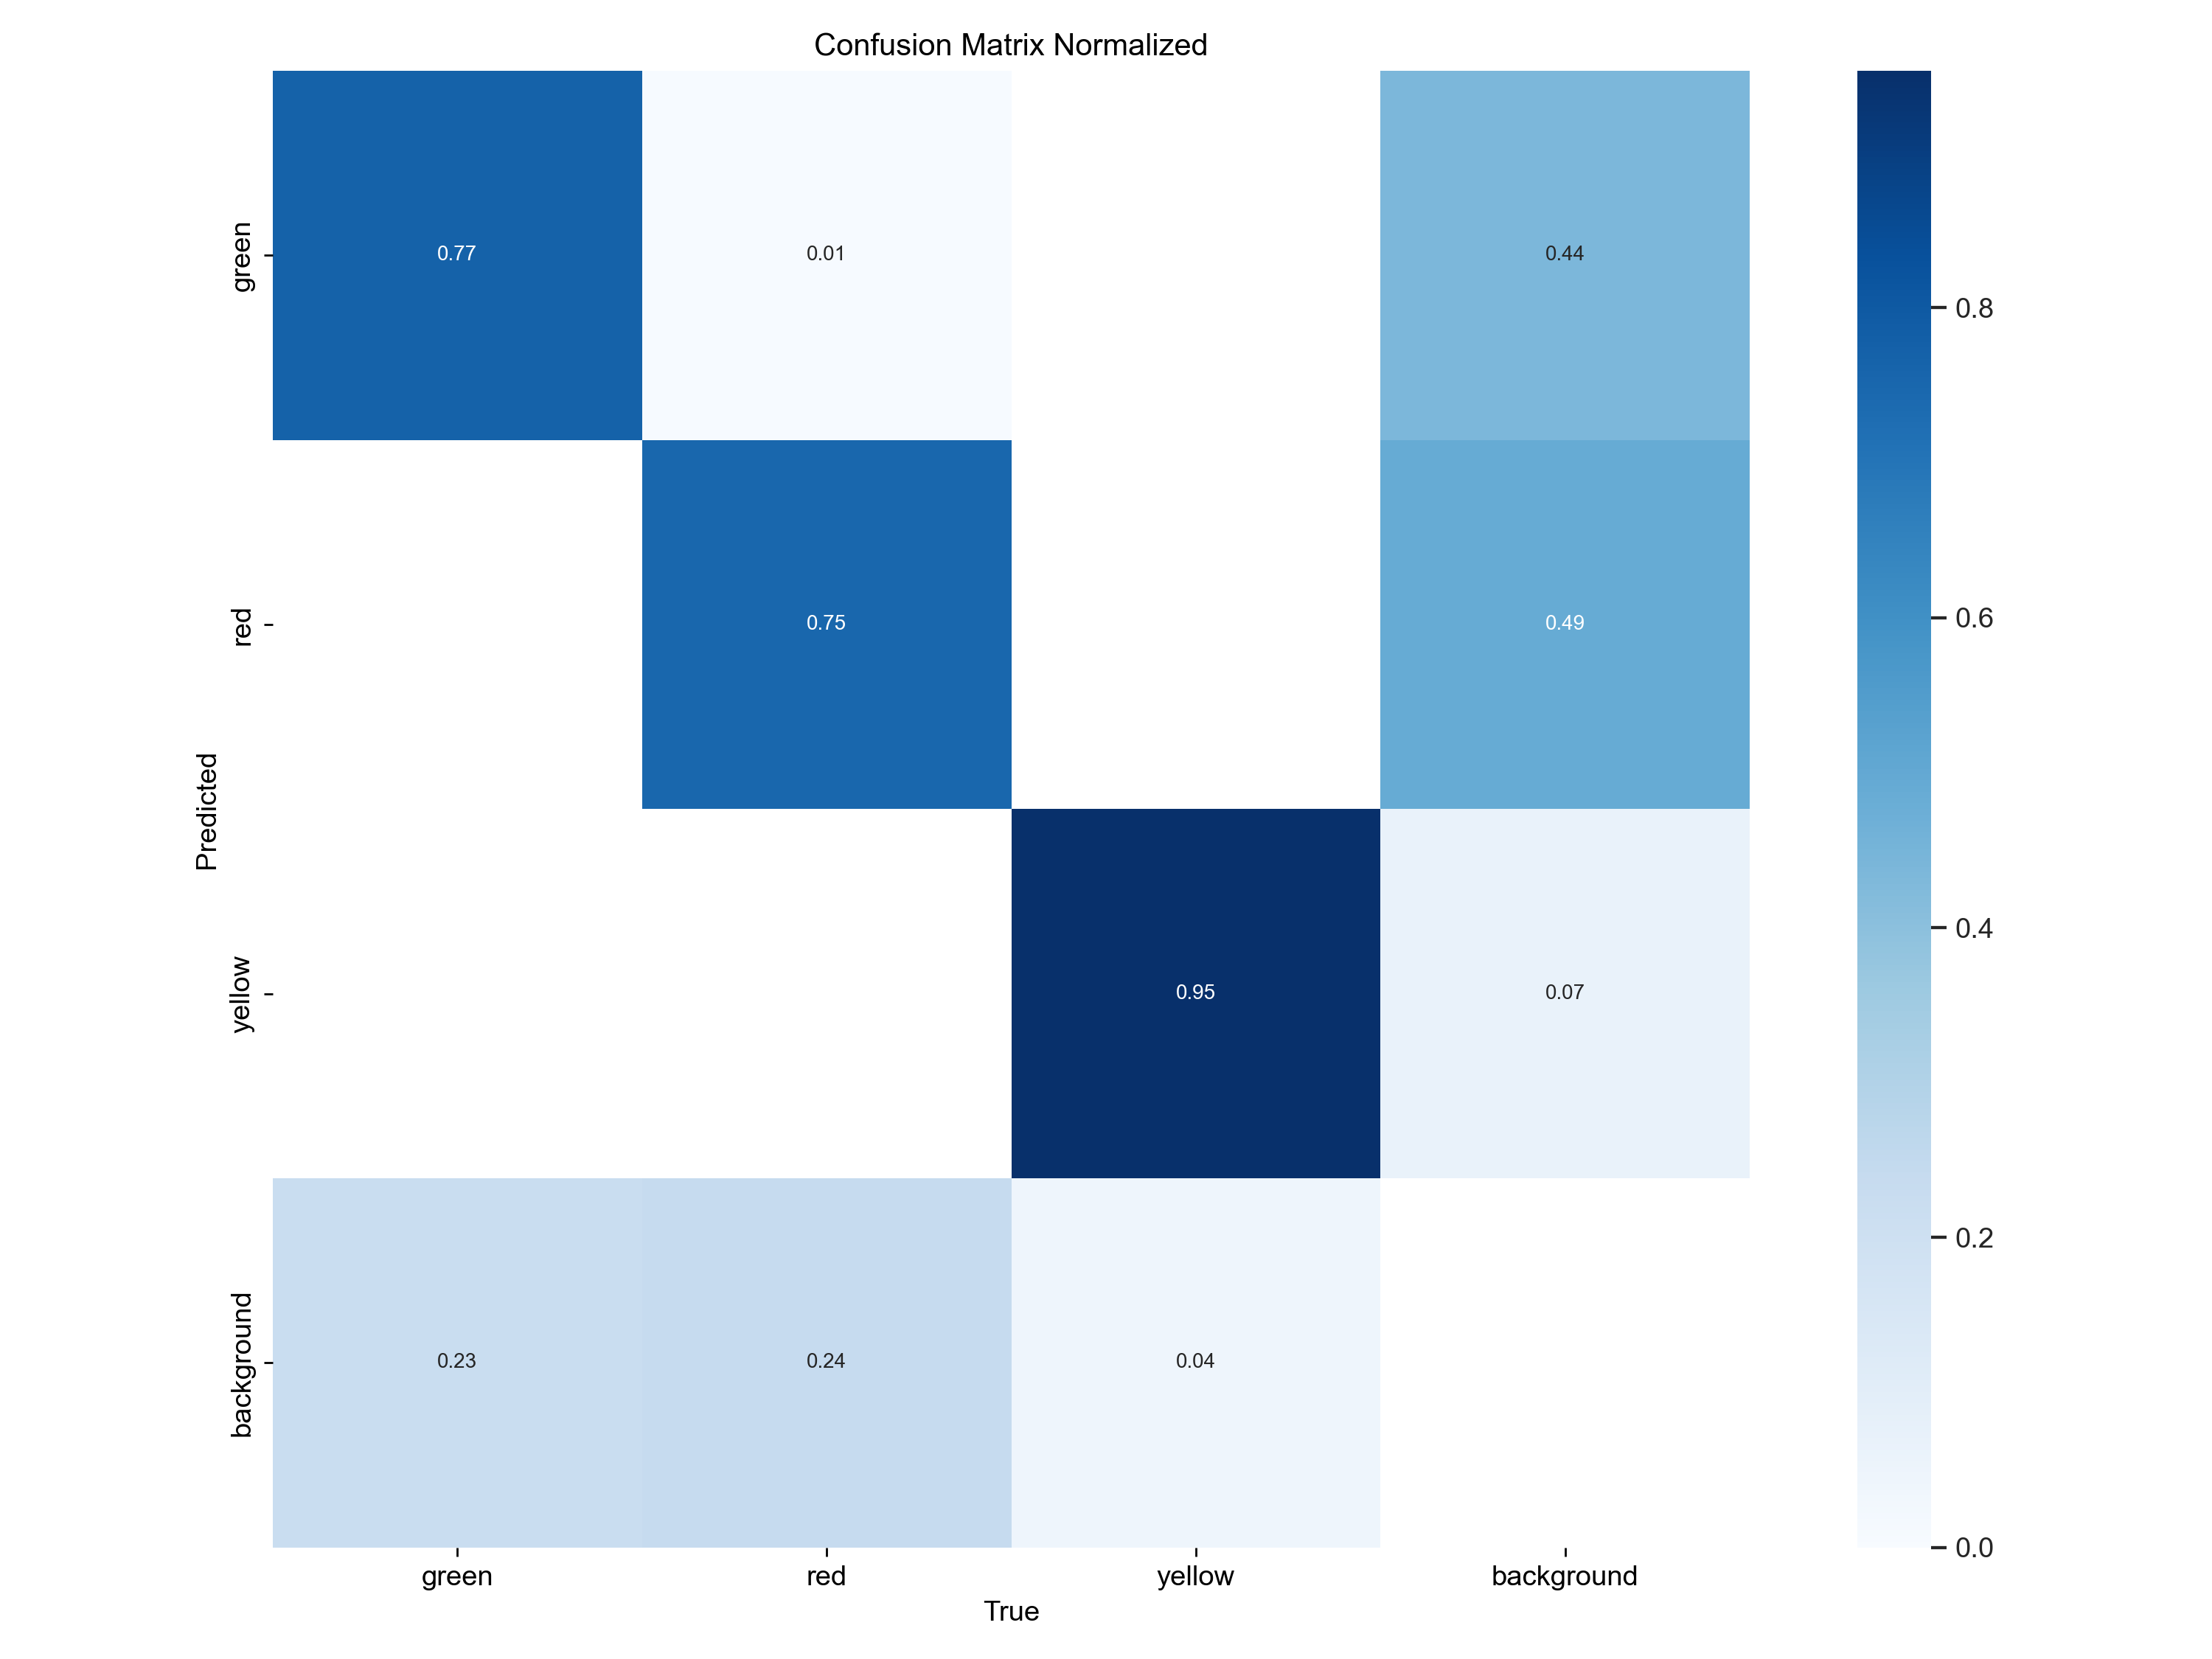 Confusion Matrix Normalized
green
0.77
0.01
0.44
red
0.75
0.49
yellow
0.95
0.07
background
0.23
0.24
0.04
green
red
yellow
background
True
Predicted
0.8
0.6
0.4
0.2
0.0